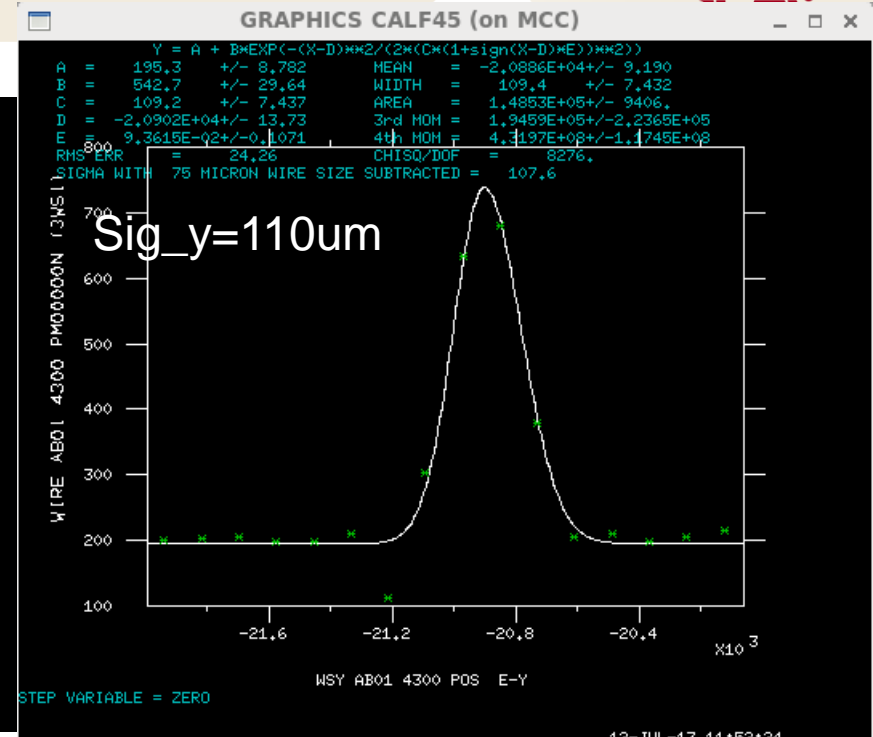 GRAPHICS CALF45 (on MCC)
Y = A + B*EXP(-(X-D)**2/(2*(C*(1+sign(X-D)*E))**2))
A = 195.3 +/- 8.782 MEAN = -2.0886E+04+/- 9.190
B = 542.7 +/- 29.64 WIDTH = 109.4 +/- 7.432
C = 109.2 +/- 7.437 AREA = 1.4853E+05+/- 9406.
D = -2.0902E+04+/- 13.73 3rd MOM = 1.9459E+05+/-2.2365E+05
E = 9.3615E-02+/-0.1071 4th MOM = 4.3197E+08+/-1.1745E+08
RMS ERR = 24.26 CHISQ/DOF = 8276.
SIGMA WITH 75 MICRON WIRE SIZE SUBTRACTED = 107.6
Sig_y=110um
WIRE AB01 4300 PM00000N (3WS1)
800
700
600
500
400
300
200
100
-21.6 -21.2 -20.8 -20.4
X10 3
WSY AB01 4300 POS E-Y
STEP VARIABLE = ZERO